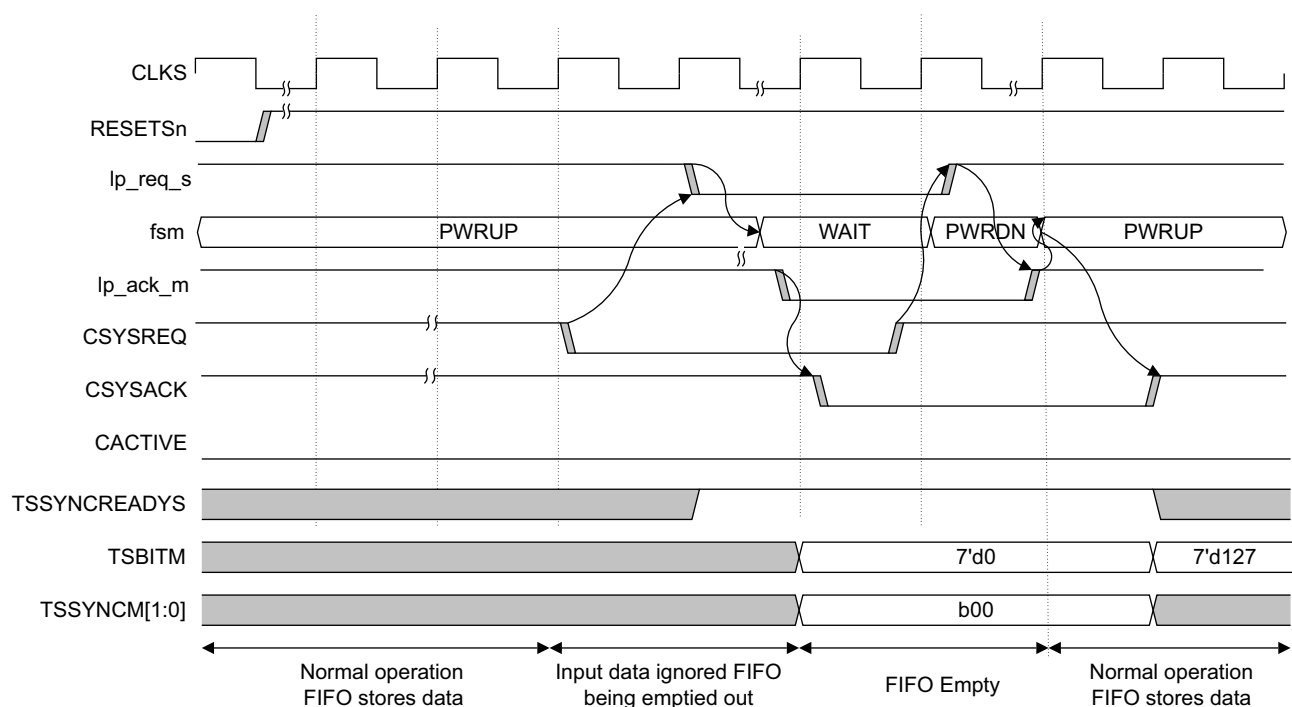 CLKS
RESETSn
lp_req_s
fsm PWRUP WAIT PWRDN PWRUP
lp_ack_m
CSYSREQ
CSYSACK
CACTIVE
TSSYNCREADYS
TSBITM 7'd0 7'd127
TSSYNCM[1:0] b00
Normal operation Input data ignored FIFO FIFO Empty Normal operation
FIFO stores data being emptied out FIFO stores data